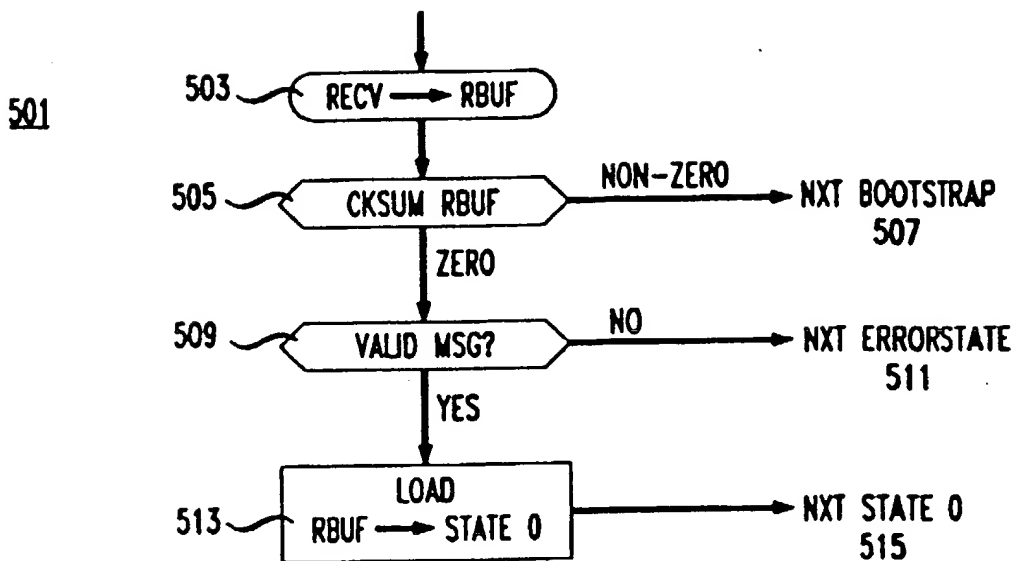 501
503 RECV → RBUF
505 CKSUM RBUF NON-ZERO NXT BOOTSTRAP
507
ZERO
509 VALID MSG? NO NXT ERRORSTATE
511
YES
LOAD
513 RBUF → STATE 0 NXT STATE 0
515